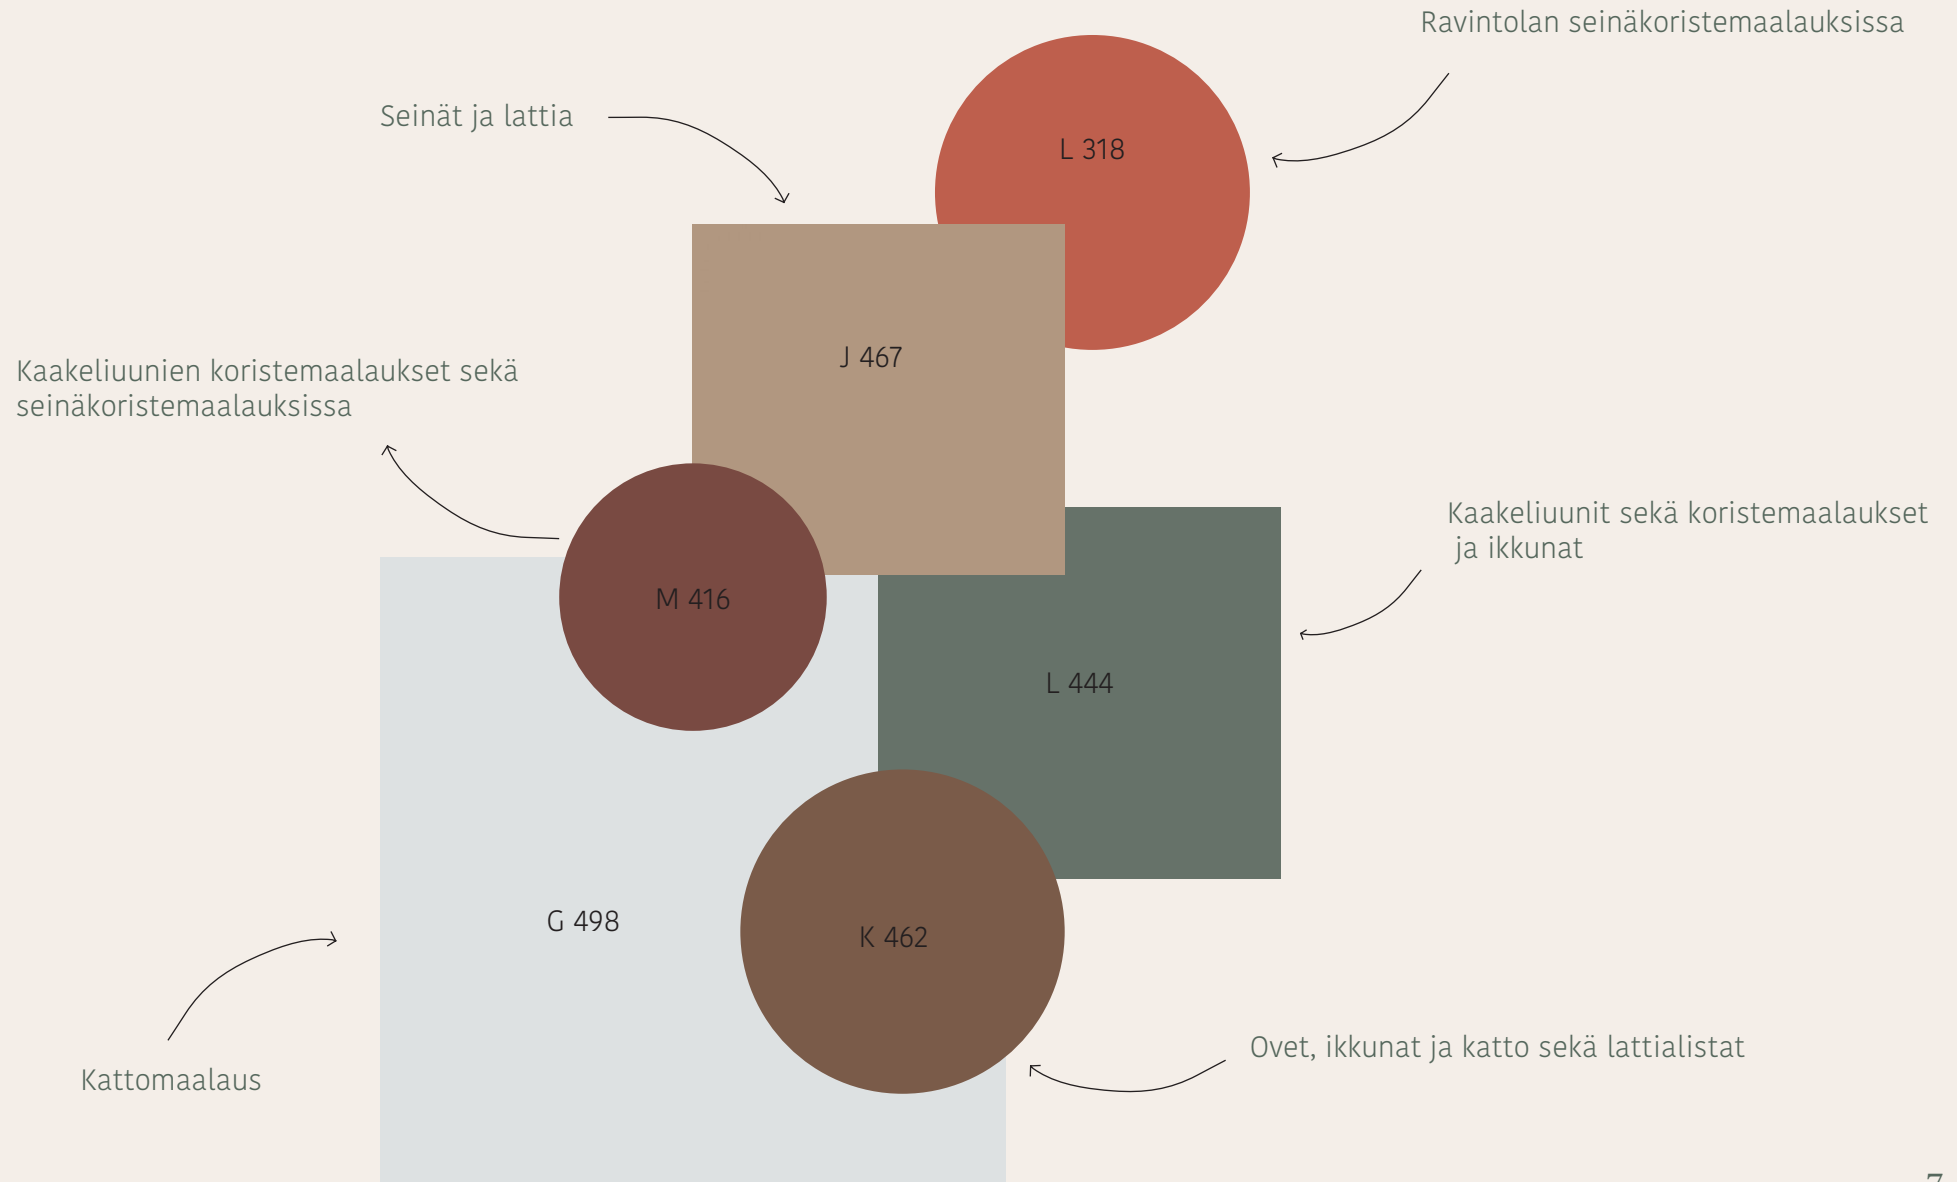 Ravintolan seinäkoristemaalauksissa
Seinät ja lattia
L 318
J 467
Kaakeliuunien koristemaalaukset sekä
seinäkoristemaalauksissa
Kaakeliuunit sekä koristemaalaukset
ja ikkunat
M 416
L 444
G 498
K 462
Ovet, ikkunat ja katto sekä lattialistat
Kattomaalaus
7